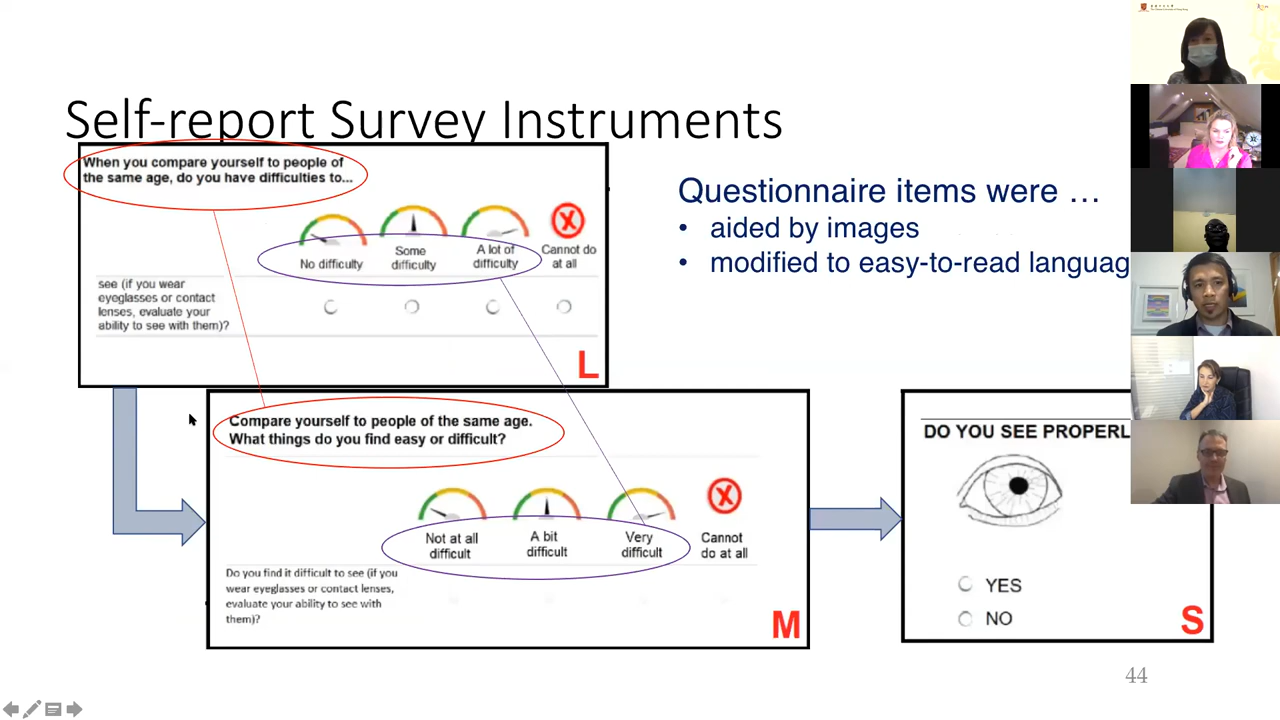 Self-report Survey Instruments
When you compare yourself to people of
the same age, do you have difficulties to...
No difficulty
Some
difficulty
A lot of
difficulty
Cannot do
at all
see (if you wear
eyeglasses or contact
lenses, evaluate your
ability to see with them)?
L
Questionnaire items were …
• aided by images
• modified to easy-to-read languag
Compare yourself to people of the same age.
What things do you find easy or difficult?
Not at all
difficult
A bit
difficult
Very
difficult
Cannot
do at all
Do you find it difficult to see (if you
wear eyeglasses or contact lenses,
evaluate your ability to see with
them)?
M
DO YOU SEE PROPERL
YES
NO
S
44